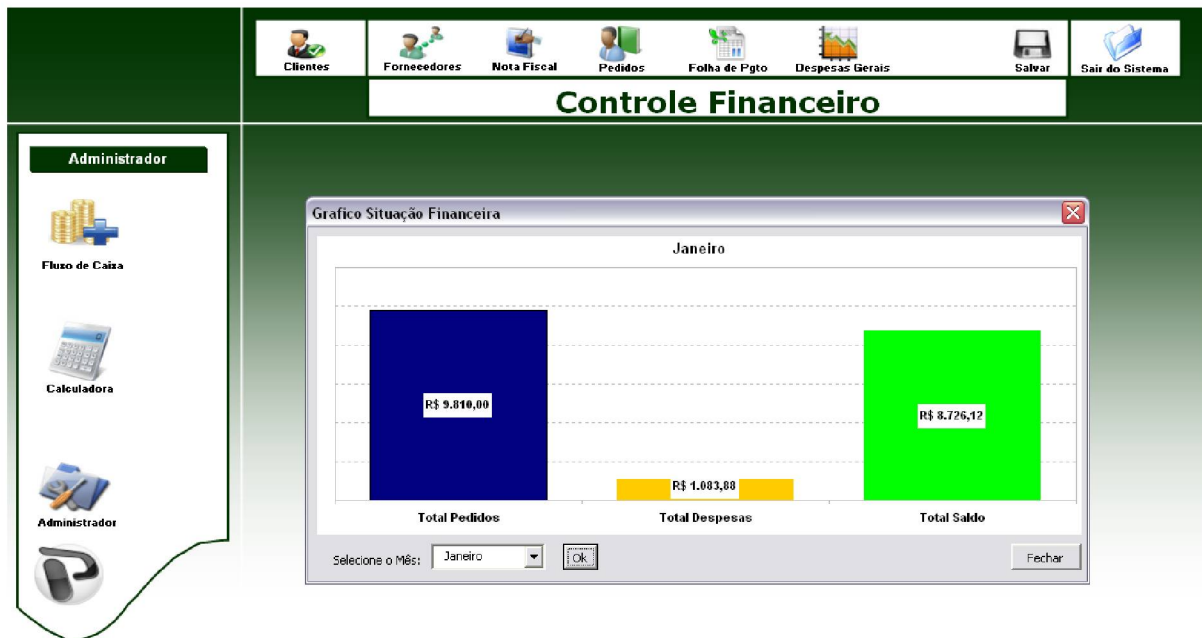 Clientes
Fornecedores
Nota Fiscal
Pedidos
Folha de Pgto
Despesas Gerais
Salvar
Sair do Sistema
Controle Financeiro
Administrador
Fluxo de Caixa
Calculadora
Administrador
Grafico Situação Financeira
Janeiro
R$ 9.810,00
R$ 1.083,88
R$ 8.726,12
Total Pedidos
Total Despesas
Total Saldo
Selecione o Mês:
Janeiro
Ok
Fechar